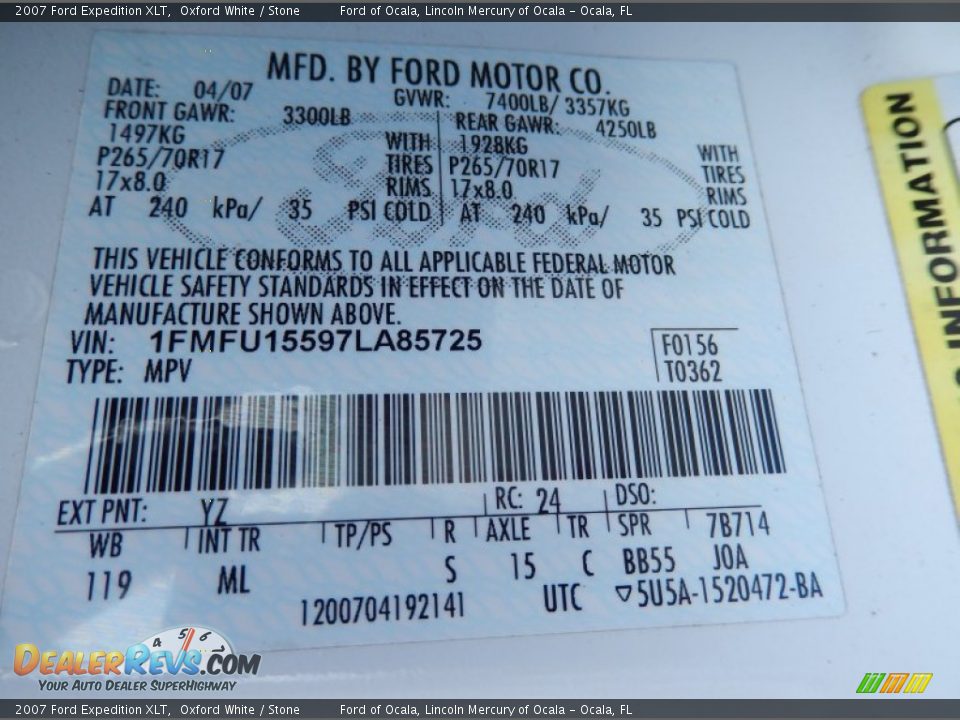 2007 Ford Expedition XLT, Oxford White / Stone Ford of Ocala, Lincoln Mercury of Ocala - Ocala, FL
MFD. BY FORD MOTOR CO.
DATE: 04/07 GVWR: 7400LB/ 3357KG
FRONT GAWR: 3300LB REAR GAWR: 4250LB
1497KG WITH 1928KG WITH
P265/70R17 TIRES P265/70R17 TIRES
17x8.0 RIMS 17x8.0 RIMS
AT 240 kPa/ 35 PSI COLD AT 240 kPa/ 35 PSI COLD
Ford
THIS VEHICLE CONFORMS TO ALL APPLICABLE FEDERAL MOTOR
VEHICLE SAFETY STANDARDS IN EFFECT ON THE DATE OF
MANUFACTURE SHOWN ABOVE.
VIN: 1FMFU15597LA85725 F0156
TYPE: MPV T0362
EXT PNT: YZ RC: 24 DSO:
WB INT TR TP/PS R AXLE TR SPR 7B714
119 ML S 15 C BB55 JOA
1200704192141 UTC ▽5U5A-1520472-BA
INFORMATION
4 5 6
DEALERREVS.COM
YOUR AUTO DEALER SUPERHIGHWAY
2007 Ford Expedition XLT, Oxford White / Stone Ford of Ocala, Lincoln Mercury of Ocala - Ocala, FL